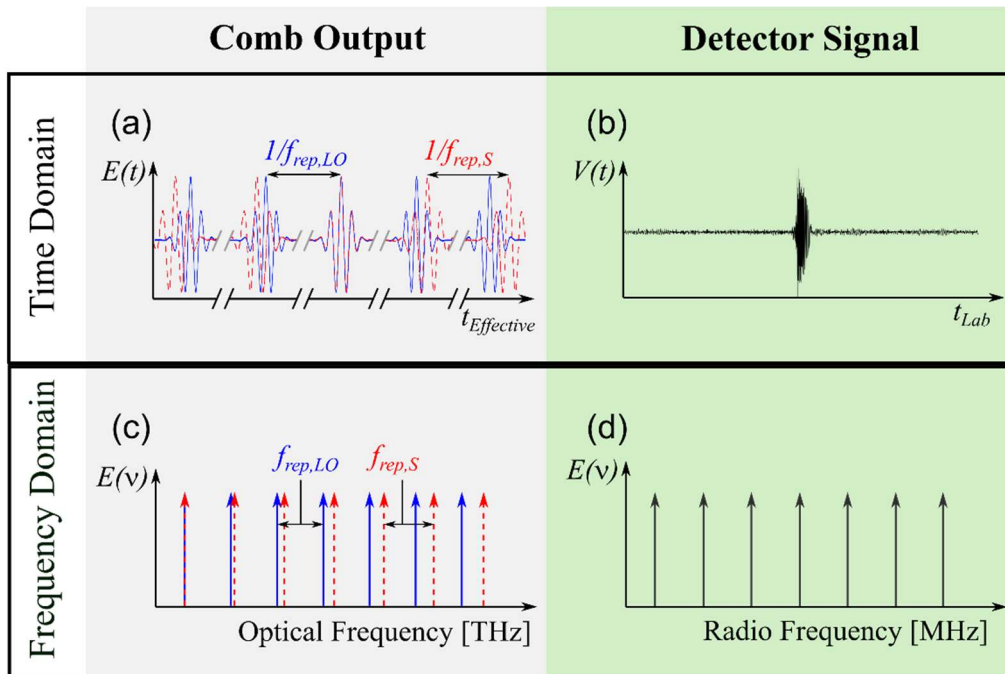 Comb Output
Detector Signal
Time Domain
(a)
E(t)
1/f_rep,LO
1/f_rep,S
t_Effective
(b)
V(t)
t_Lab
Frequency Domain
(c)
E(ν)
f_rep,LO
f_rep,S
Optical Frequency [THz]
(d)
E(ν)
Radio Frequency [MHz]